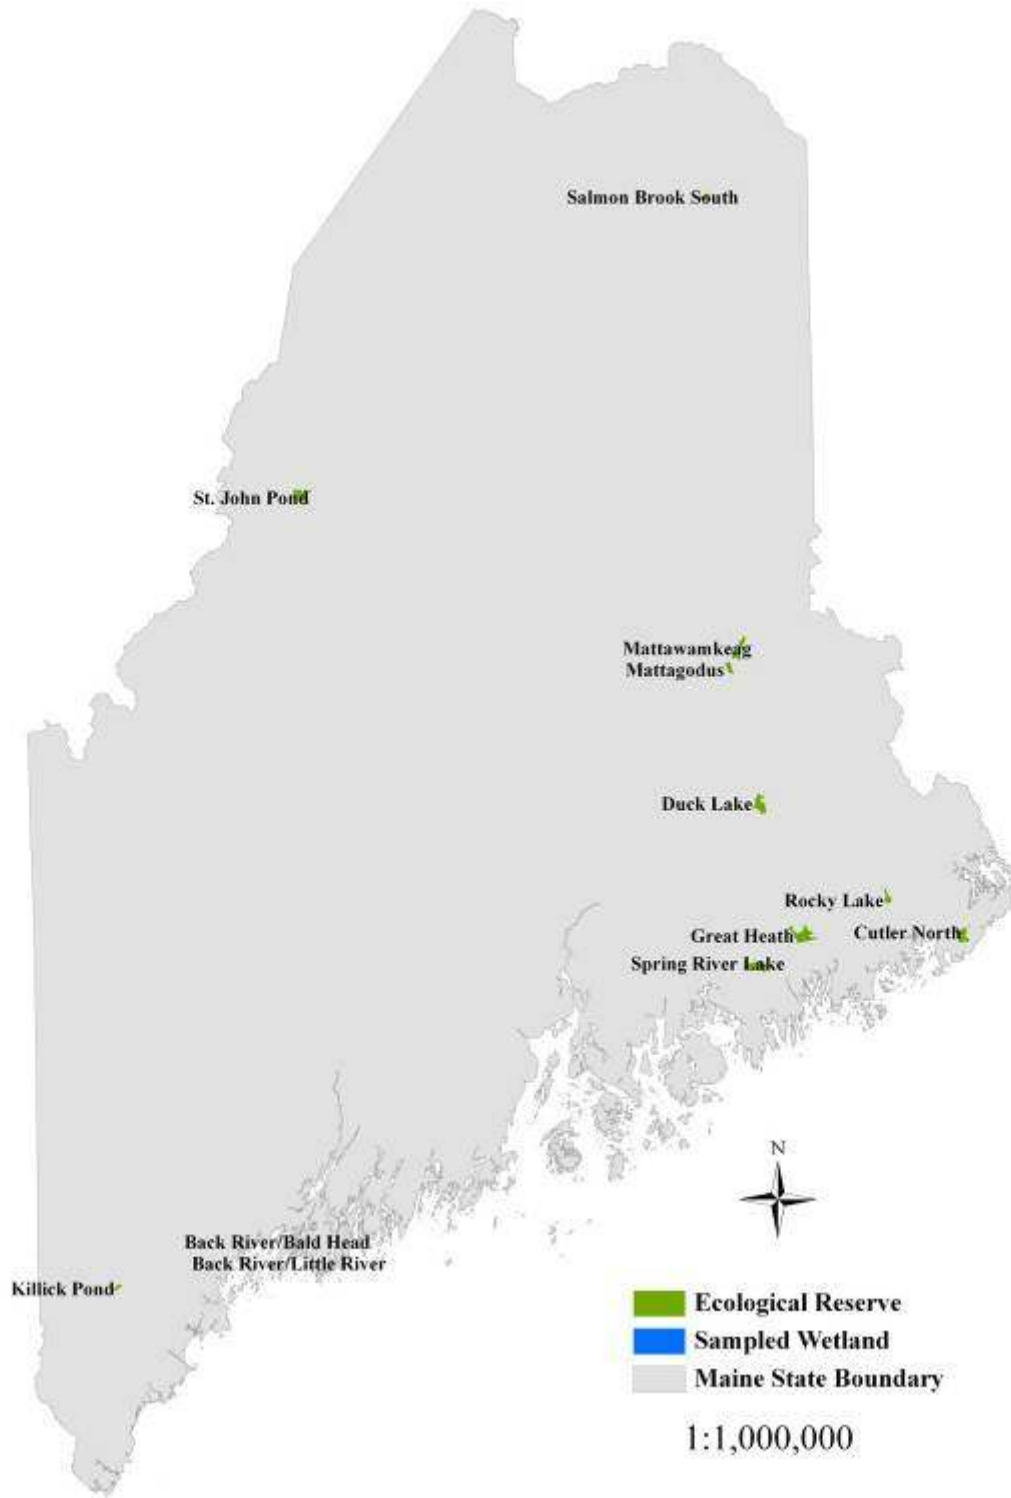 Salmon Brook South
St. John Pond
Mattawamkeag
Mattagodus
Duck Lake
Rocky Lake
Great Heath
Cutler North
Spring River Lake
N
Back River/Bald Head
Back River/Little River
Killick Pond
Ecological Reserve
Sampled Wetland
Maine State Boundary
1:1,000,000